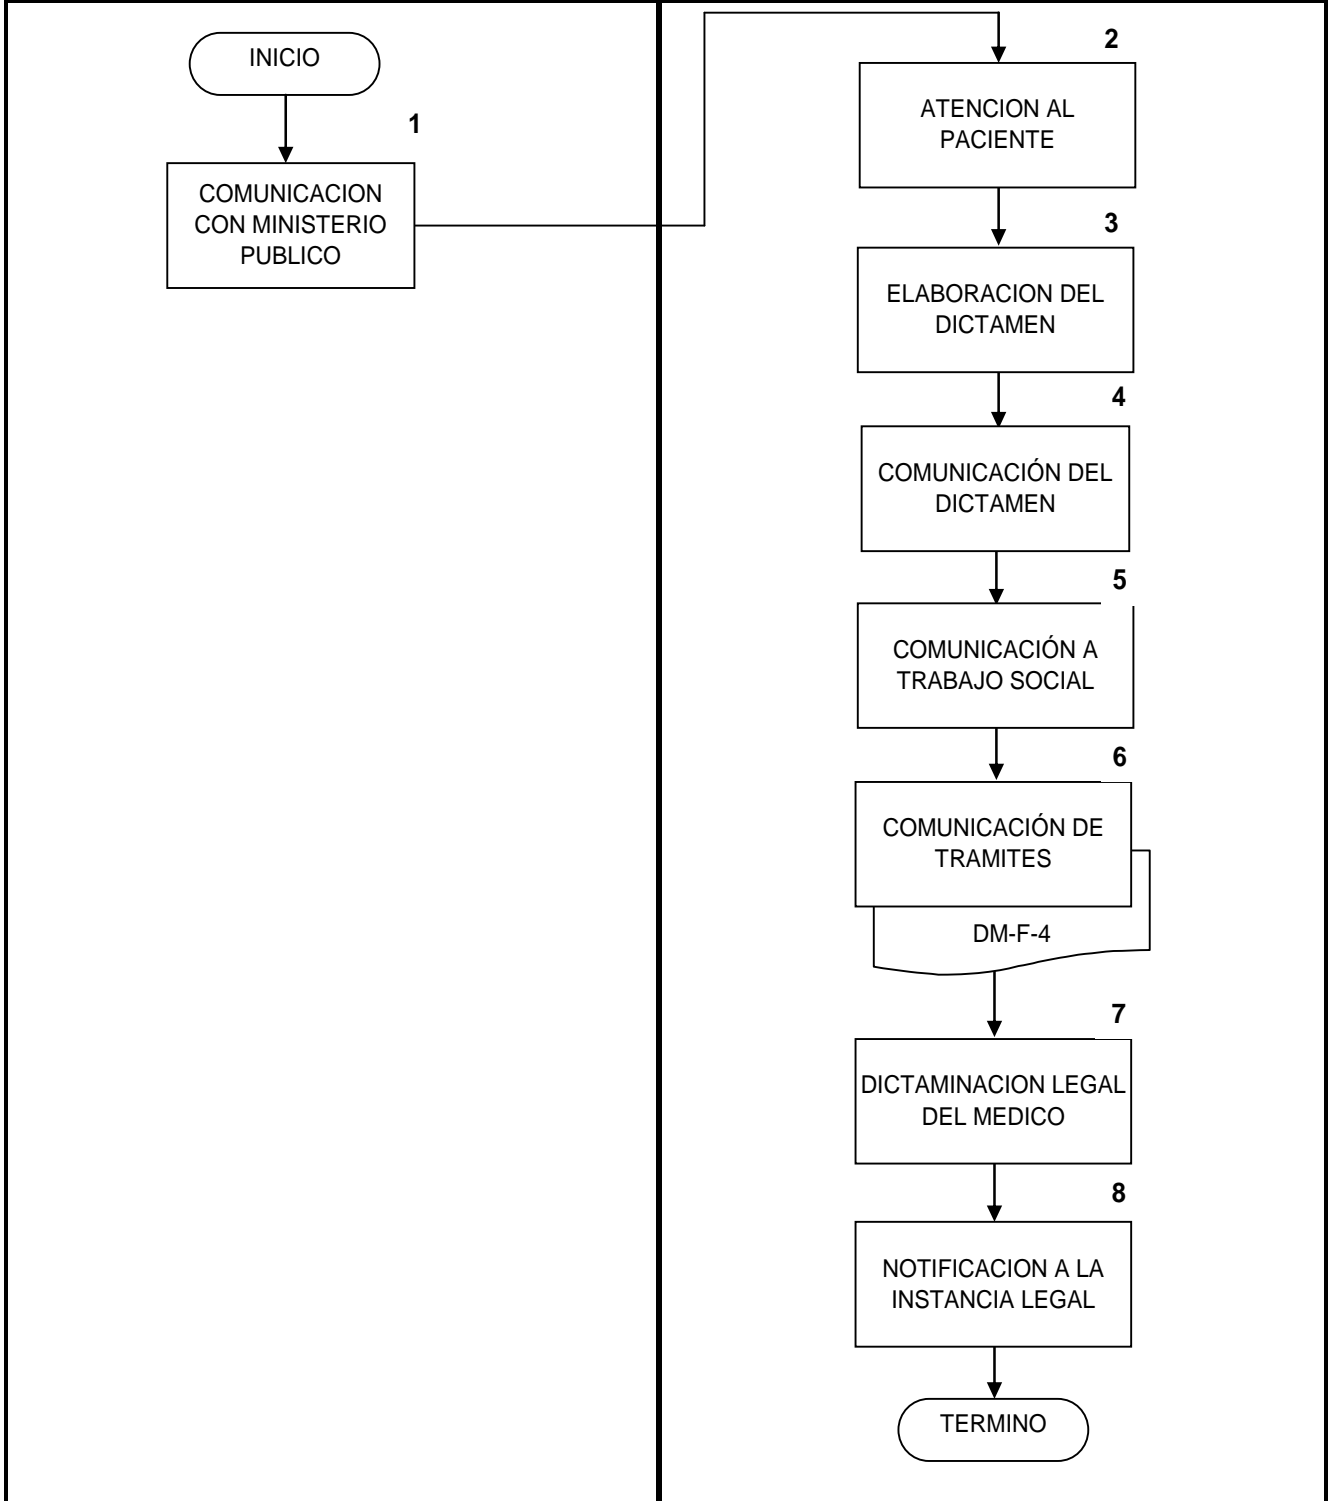 INICIO
1
COMUNICACION
CON MINISTERIO
PUBLICO
2
ATENCION AL
PACIENTE
3
ELABORACION DEL
DICTAMEN
4
COMUNICACIÓN DEL
DICTAMEN
5
COMUNICACIÓN A
TRABAJO SOCIAL
6
COMUNICACIÓN DE
TRAMITES
DM-F-4
7
DICTAMINACION LEGAL
DEL MEDICO
8
NOTIFICACION A LA
INSTANCIA LEGAL
TERMINO